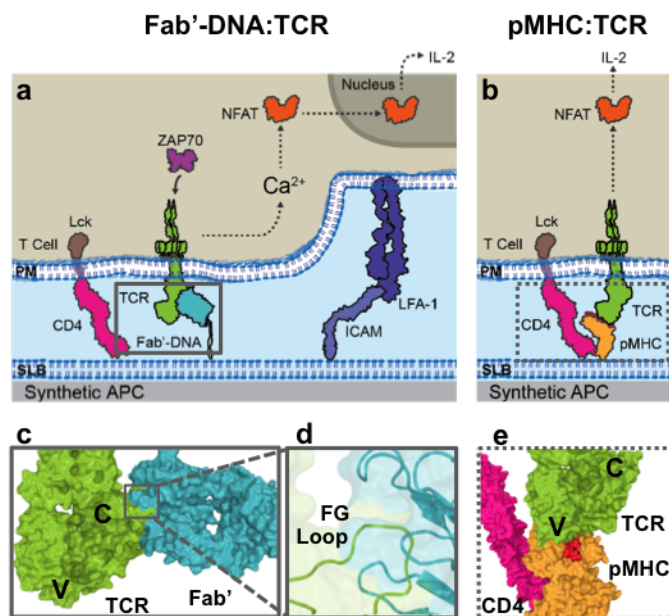 Fab’-DNA:TCR
pMHC:TCR
a
IL-2
Nucleus
NFAT
ZAP70
Ca2+
Lck
T Cell
PM
TCR
CD4
Fab’-DNA
LFA-1
ICAM
SLB
Synthetic APC
b
IL-2
NFAT
Lck
T Cell
PM
TCR
CD4
pMHC
SLB
Synthetic APC
c
C
V
TCR
Fab’
d
FG
Loop
e
C
V
TCR
pMHC
CD4